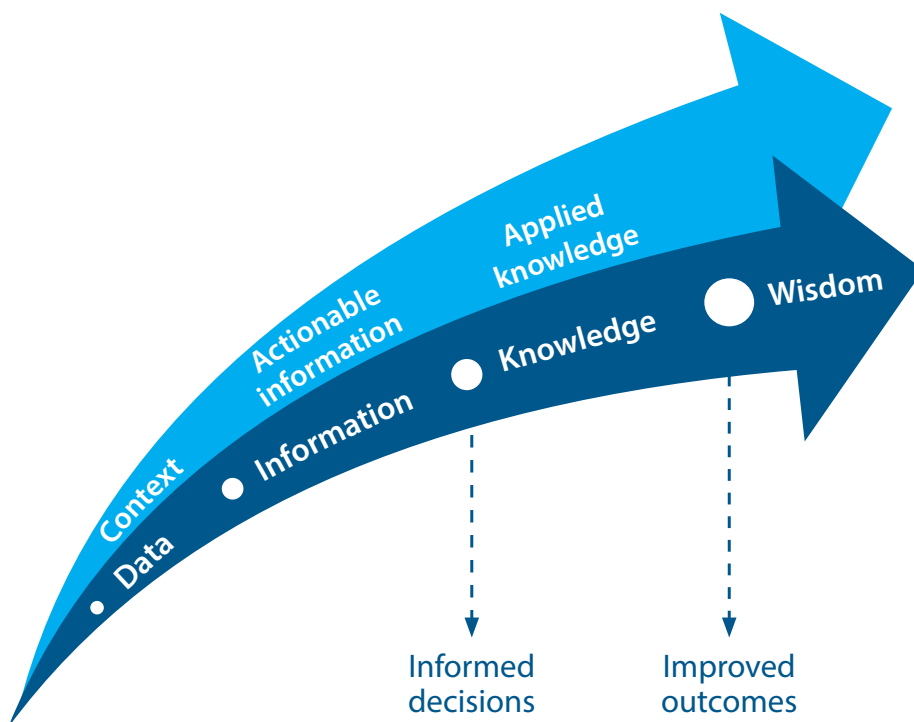 Applied
knowledge
Actionable
information
Context
Wisdom
Knowledge
Information
Data
Informed
decisions
Improved
outcomes